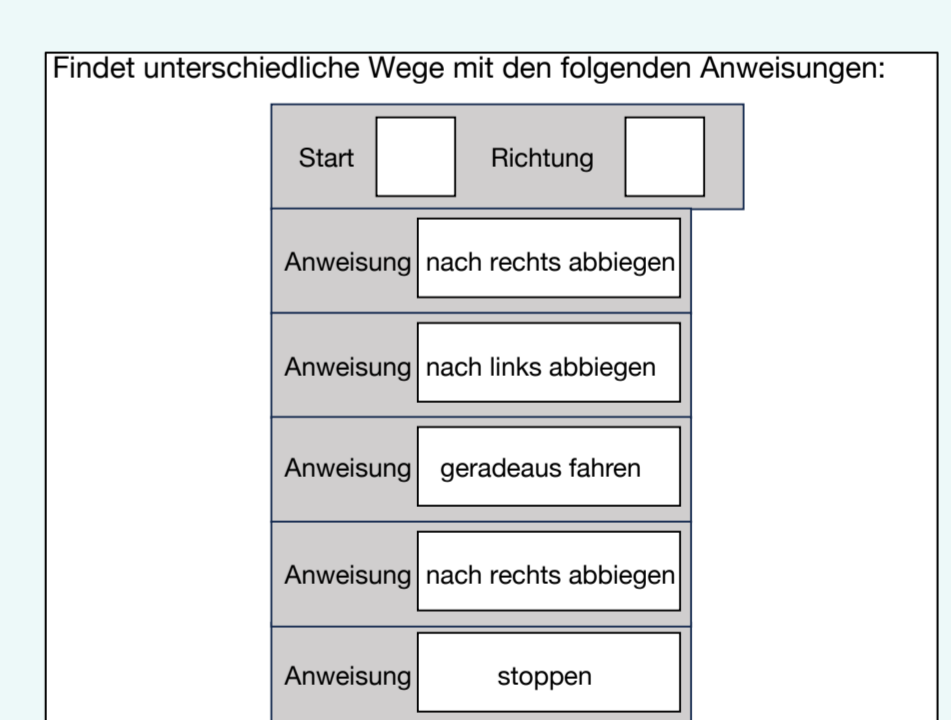 Findet unterschiedliche Wege mit den folgenden Anweisungen:
Start Richtung
Anweisung nach rechts abbiegen
Anweisung nach links abbiegen
Anweisung geradeaus fahren
Anweisung nach rechts abbiegen
Anweisung stoppen